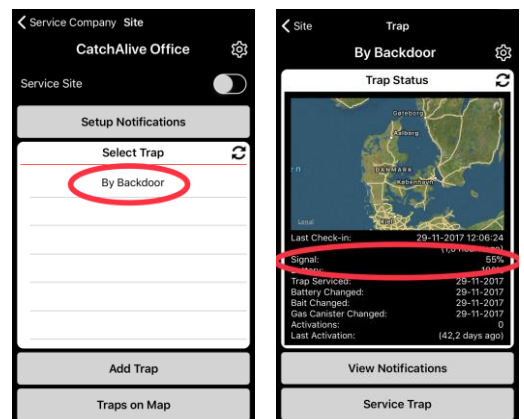 Service Company Site
CatchAlive Office
Service Site
Setup Notifications
Select Trap
By Backdoor
Add Trap
Traps on Map
Site Trap
By Backdoor
Trap Status
Göteborg
Aalborg
DANMARK
København
Kiel
Legal
Last Check-in: 29-11-2017 12:06:24
Signal: 55%
Trap Serviced: 29-11-2017
Battery Changed: 29-11-2017
Bait Changed: 29-11-2017
Gas Canister Changed: 29-11-2017
Activations: 0
Last Activation: (42,2 days ago)
View Notifications
Service Trap